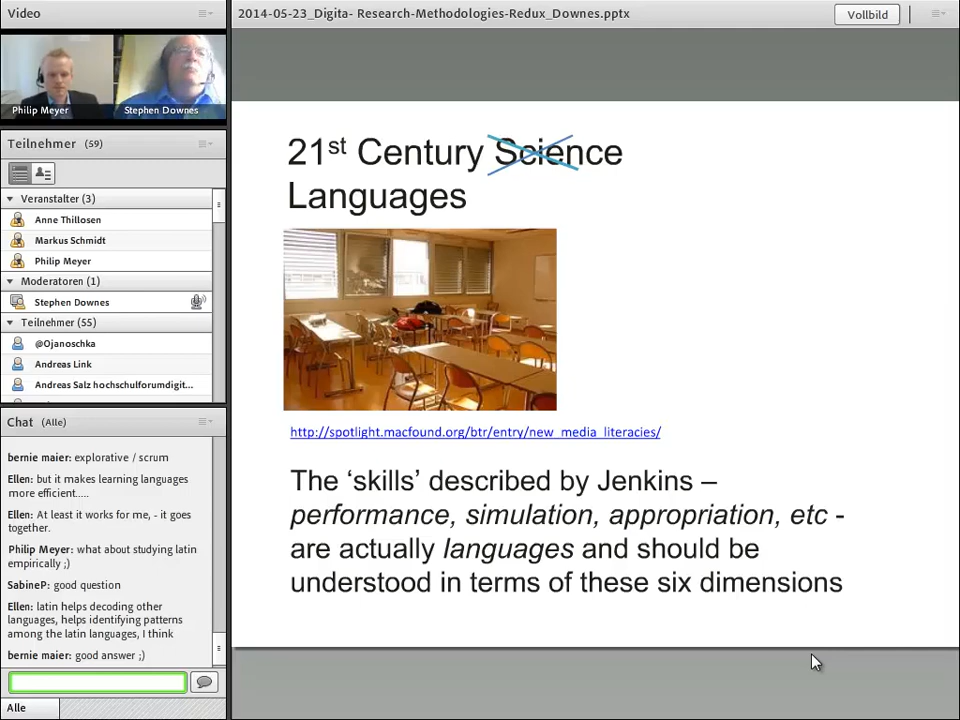 Video
2014-05-23_Digita- Research-Methodologies-Redux_Downes.pptx
Vollbild
Philip Meyer
Stephen Downes
Teilnehmer (59)
Veranstalter (3)
Anne Thillosen
Markus Schmidt
Philip Meyer
Moderatoren (1)
Stephen Downes
Teilnehmer (55)
@Ojanoschka
Andreas Link
Andreas Salz hochschulforumdigit...
Chat (Alle)
bernie maier: explorative / scrum
Ellen: but it makes learning languages
more efficient.....
Ellen: At least it works for me, - it goes
together.
Philip Meyer: what about studying latin
empirically ;)
SabineP: good question
Ellen: latin helps decoding other
languages, helps identifying patterns
among the latin languages, I think
bernie maier: good answer ;)
Alle
21st Century Science
Languages
http://spotlight.macfound.org/btr/entry/new_media_literacies/
The ‘skills’ described by Jenkins –
performance, simulation, appropriation, etc -
are actually languages and should be
understood in terms of these six dimensions